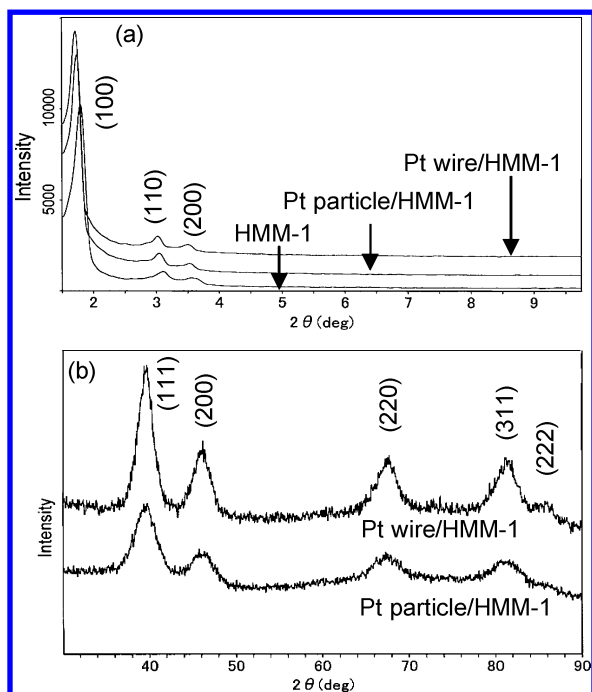 (a)
(100)
(110)
(200)
Pt wire/HMM-1
Pt particle/HMM-1
HMM-1
Intensity
10000
5000
2 3 4 5 6 7 8 9
2 θ (deg)
(b)
(111)
(200)
(220)
(311)
(222)
Pt wire/HMM-1
Pt particle/HMM-1
Intensity
40 50 60 70 80 90
2 θ (deg)